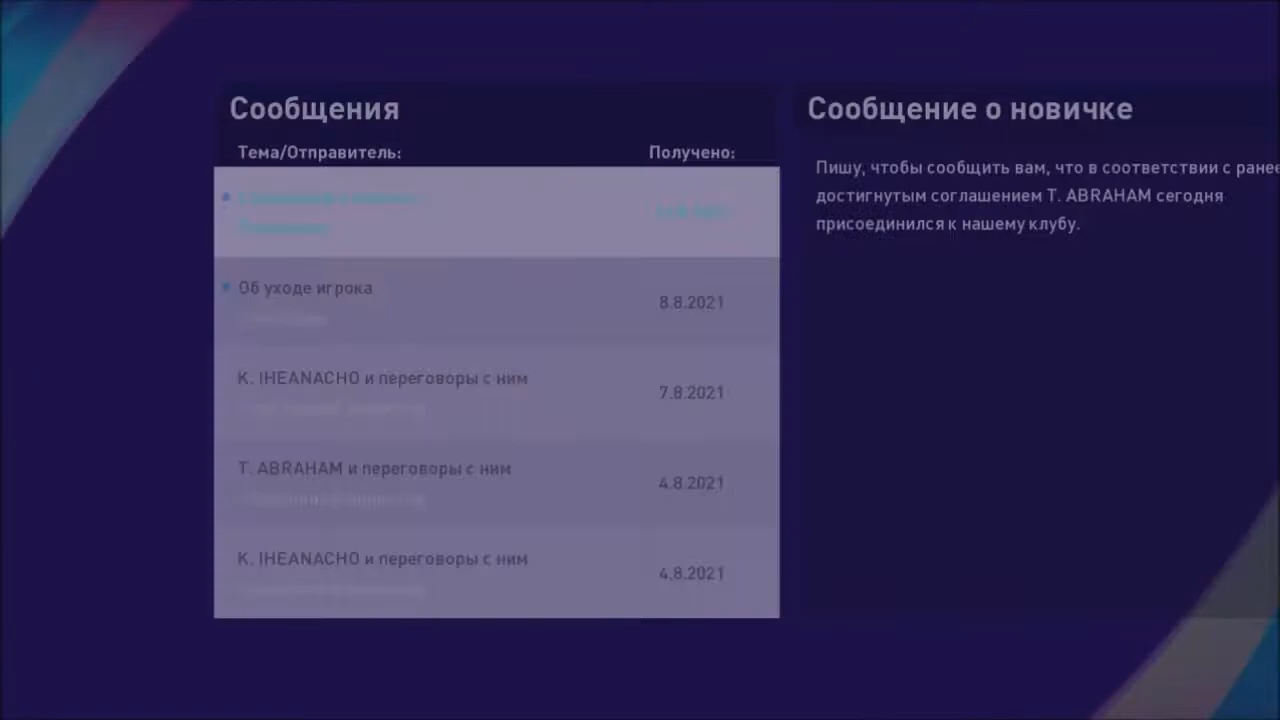 Сообщения
Тема/Отправитель:
Получено:
Об уходе игрока
8.8.2021
K. IHEANACHO и переговоры с ним
7.8.2021
T. ABRAHAM и переговоры с ним
4.8.2021
K. IHEANACHO и переговоры с ним
4.8.2021
Сообщение о новичке
Пишу, чтобы сообщить вам, что в соответствии с ранее
достигнутым соглашением T. ABRAHAM сегодня
присоединился к нашему клубу.